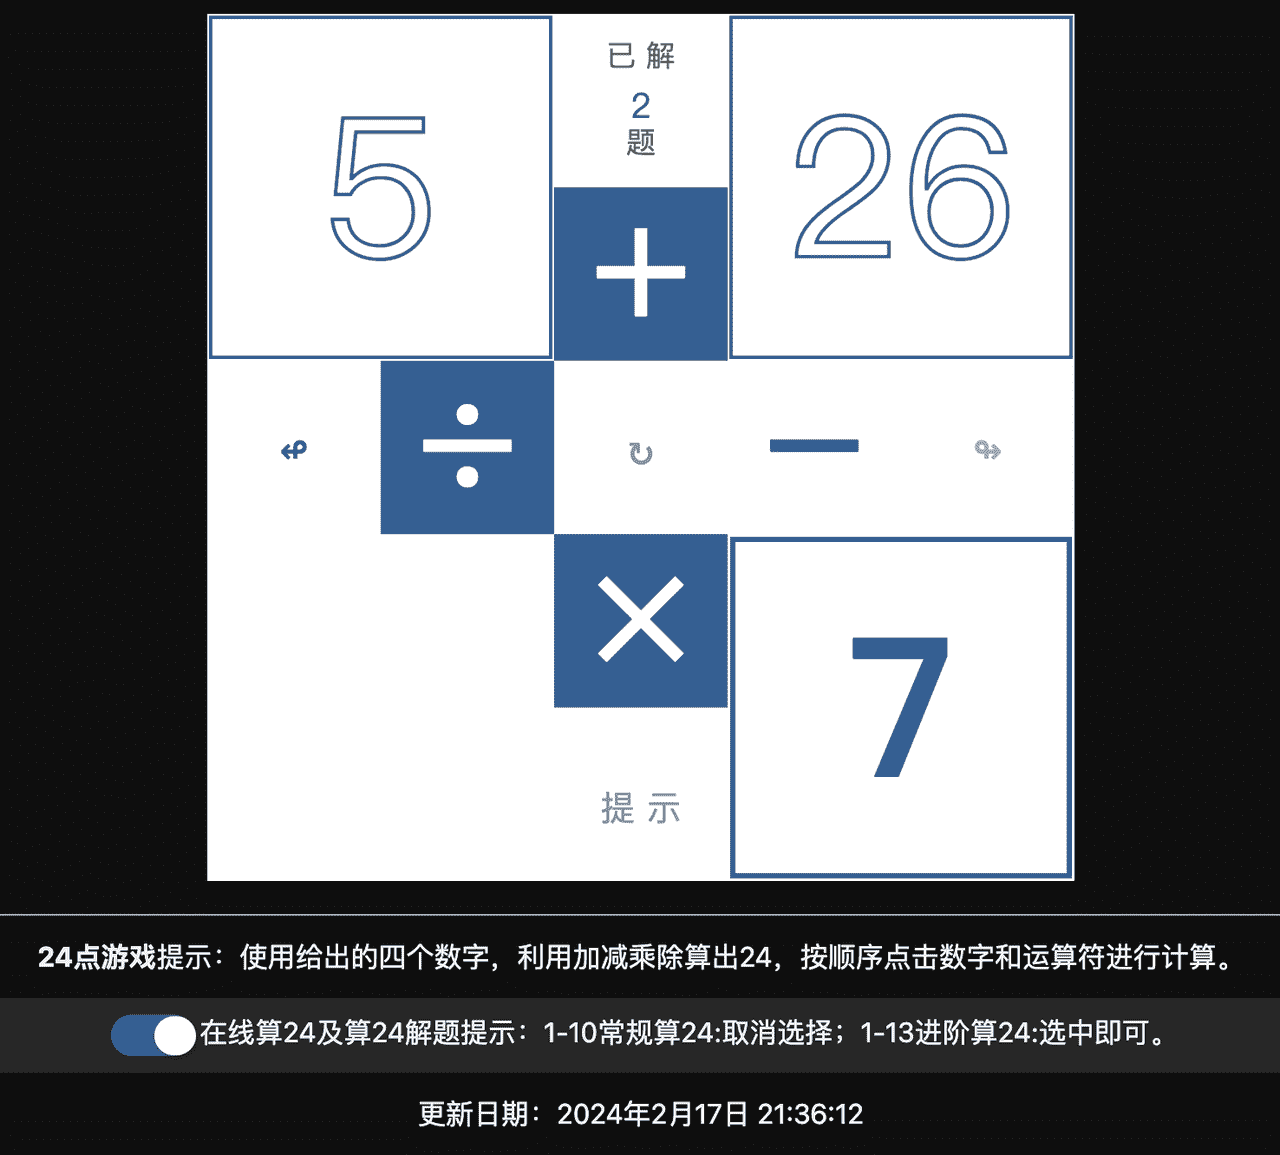 5
已 解
2
题
26
+
÷
↻
−
×
7
提 示
24点游戏提示：使用给出的四个数字，利用加减乘除算出24，按顺序点击数字和运算符进行计算。
在线算24及算24解题提示：1-10常规算24:取消选择；1-13进阶算24:选中即可。
更新日期：2024年2月17日 21:36:12